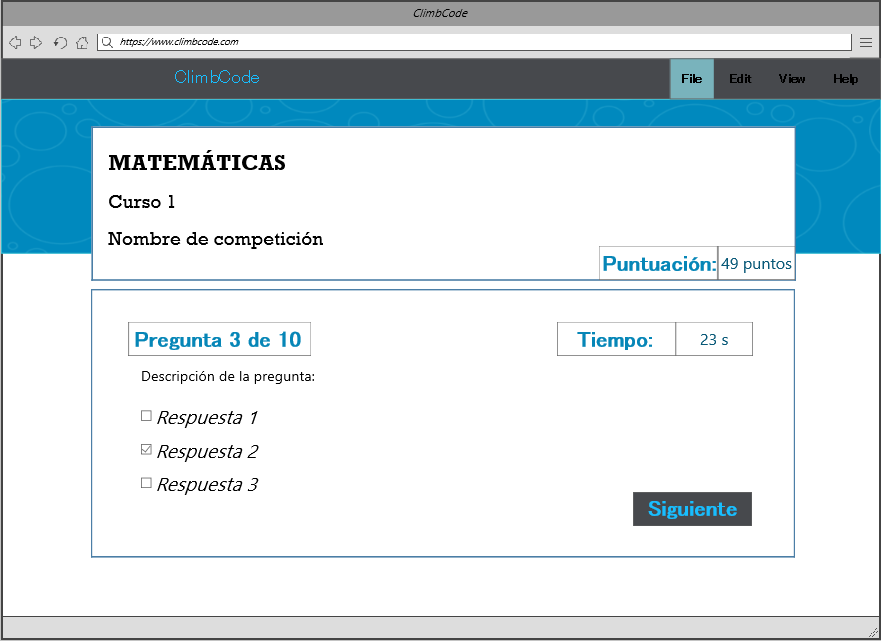 ClimbCode
https://www.climbcode.com
ClimbCode File Edit View Help
MATEMÁTICAS
Curso 1
Nombre de competición
Puntuación: 49 puntos
Pregunta 3 de 10 Tiempo: 23 s
Descripción de la pregunta:
Respuesta 1
Respuesta 2
Respuesta 3
Siguiente